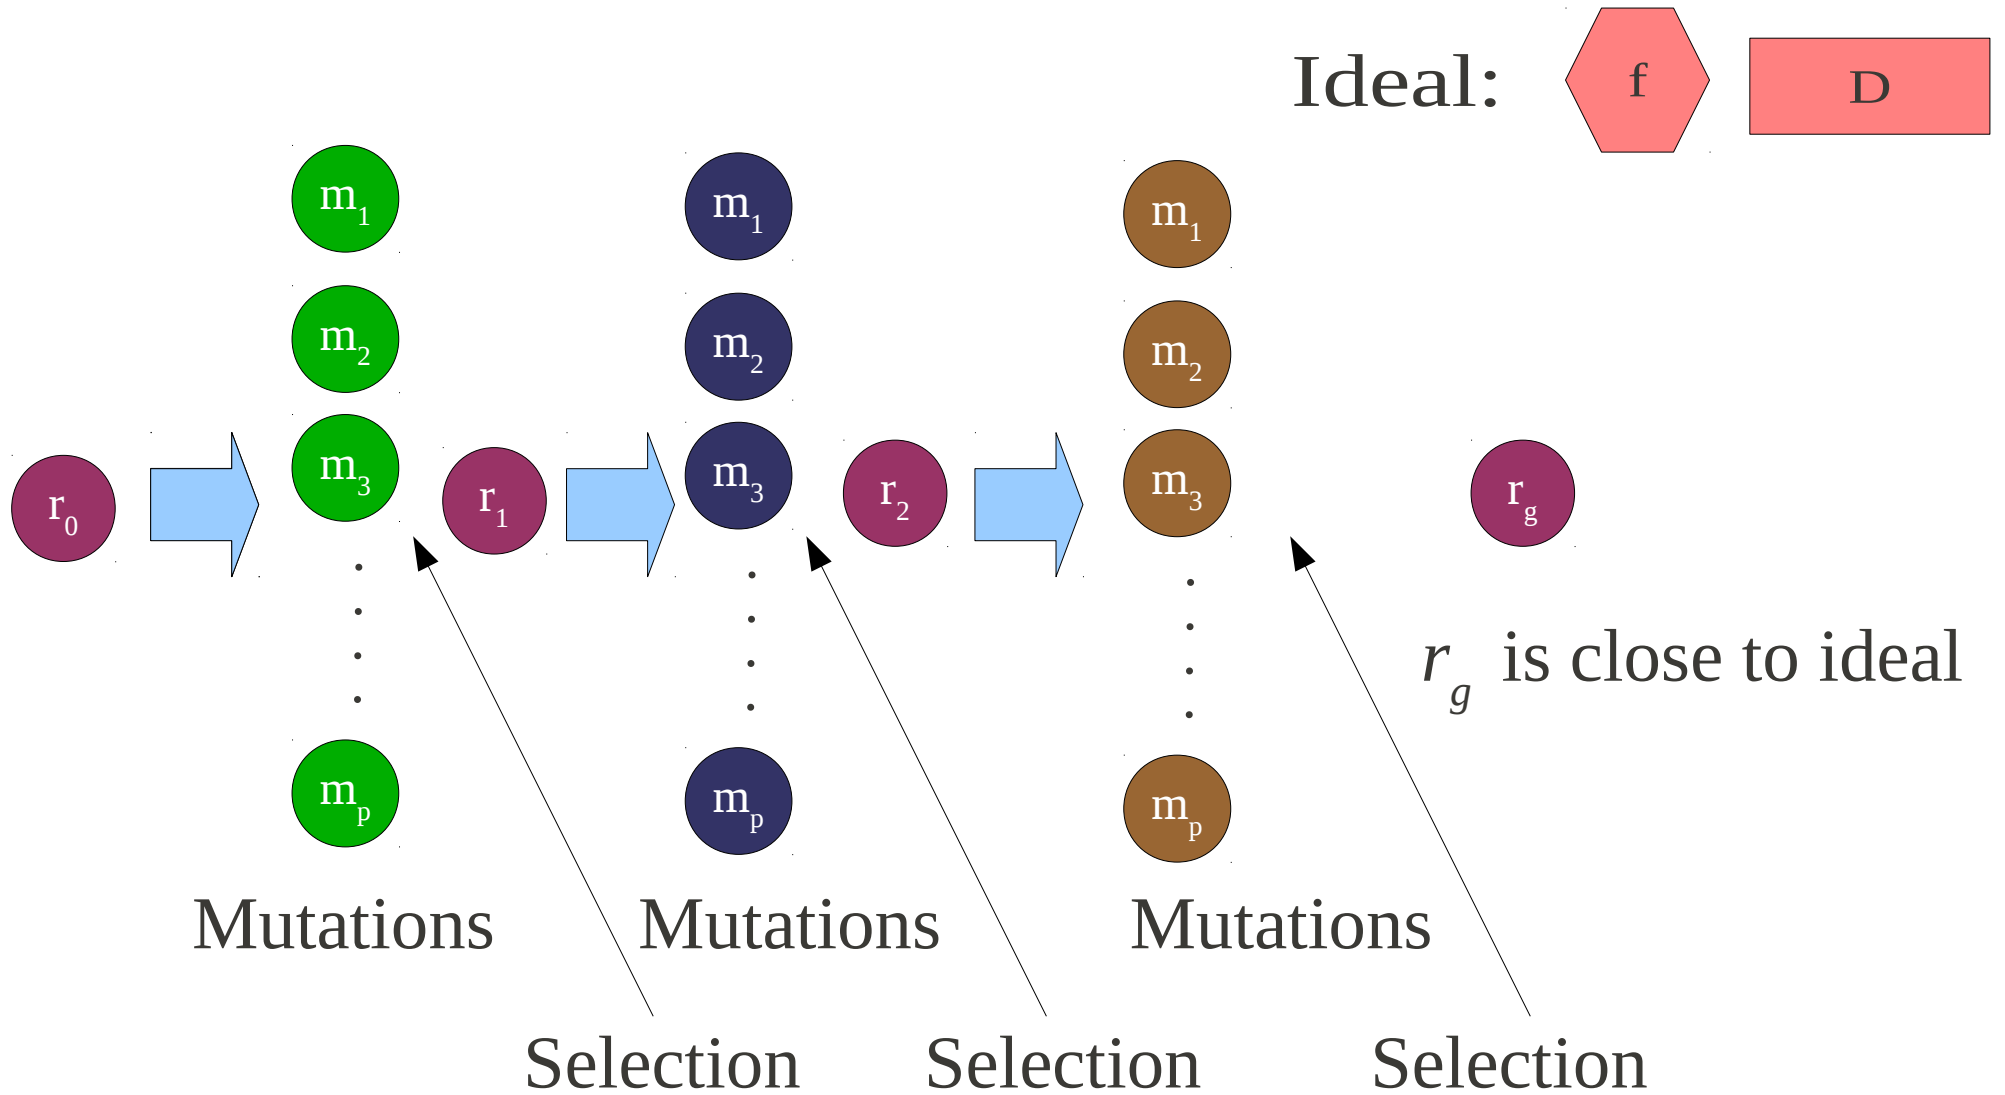 Ideal: f D
m1 m1 m1
m2 m2 m2
r0 m3 r1 m3 r2 m3 rg
rg is close to ideal
mp mp mp
Mutations Mutations Mutations
Selection Selection Selection